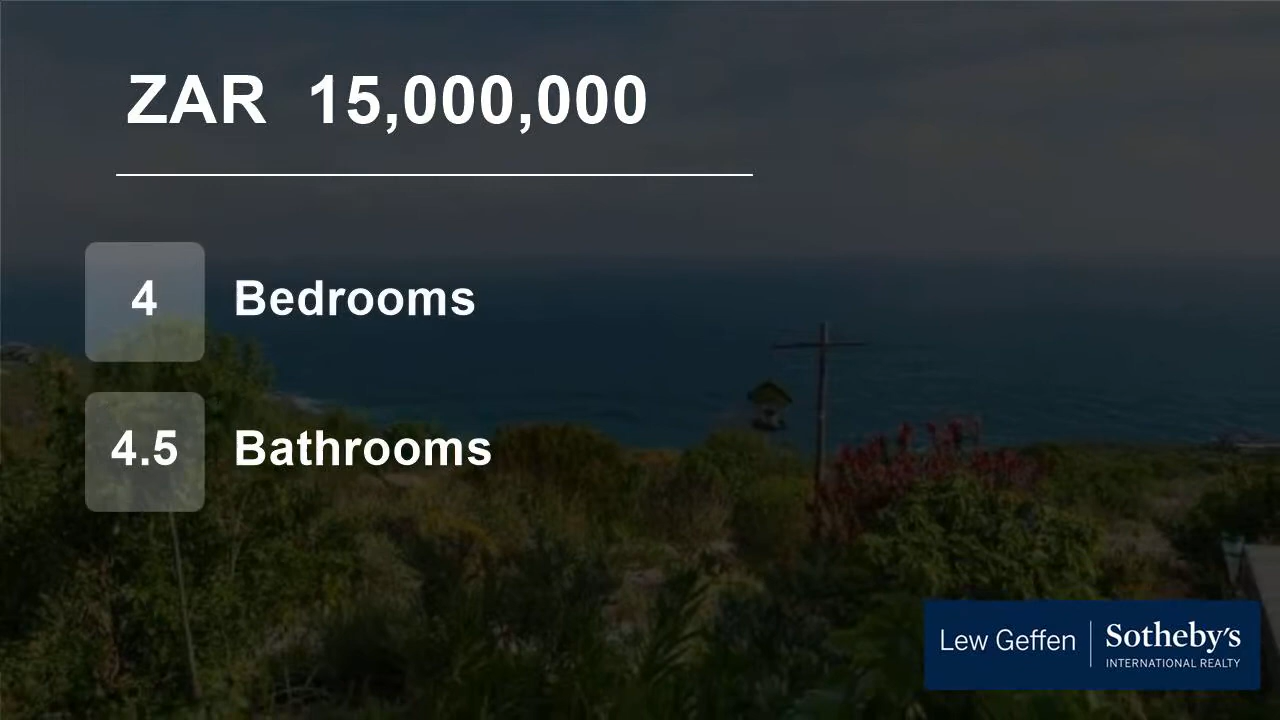 ZAR 15,000,000
4 Bedrooms
4.5 Bathrooms
Lew Geffen Sotheby's
INTERNATIONAL REALTY